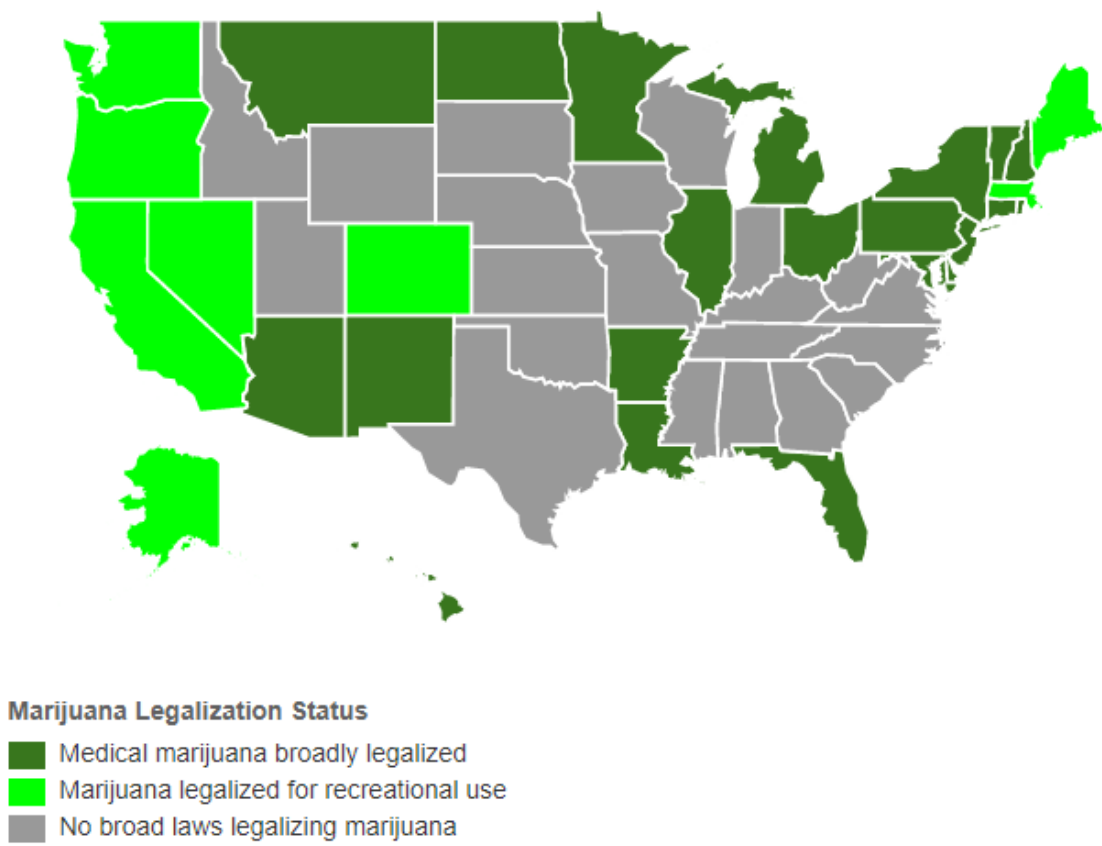 Marijuana Legalization Status
Medical marijuana broadly legalized
Marijuana legalized for recreational use
No broad laws legalizing marijuana